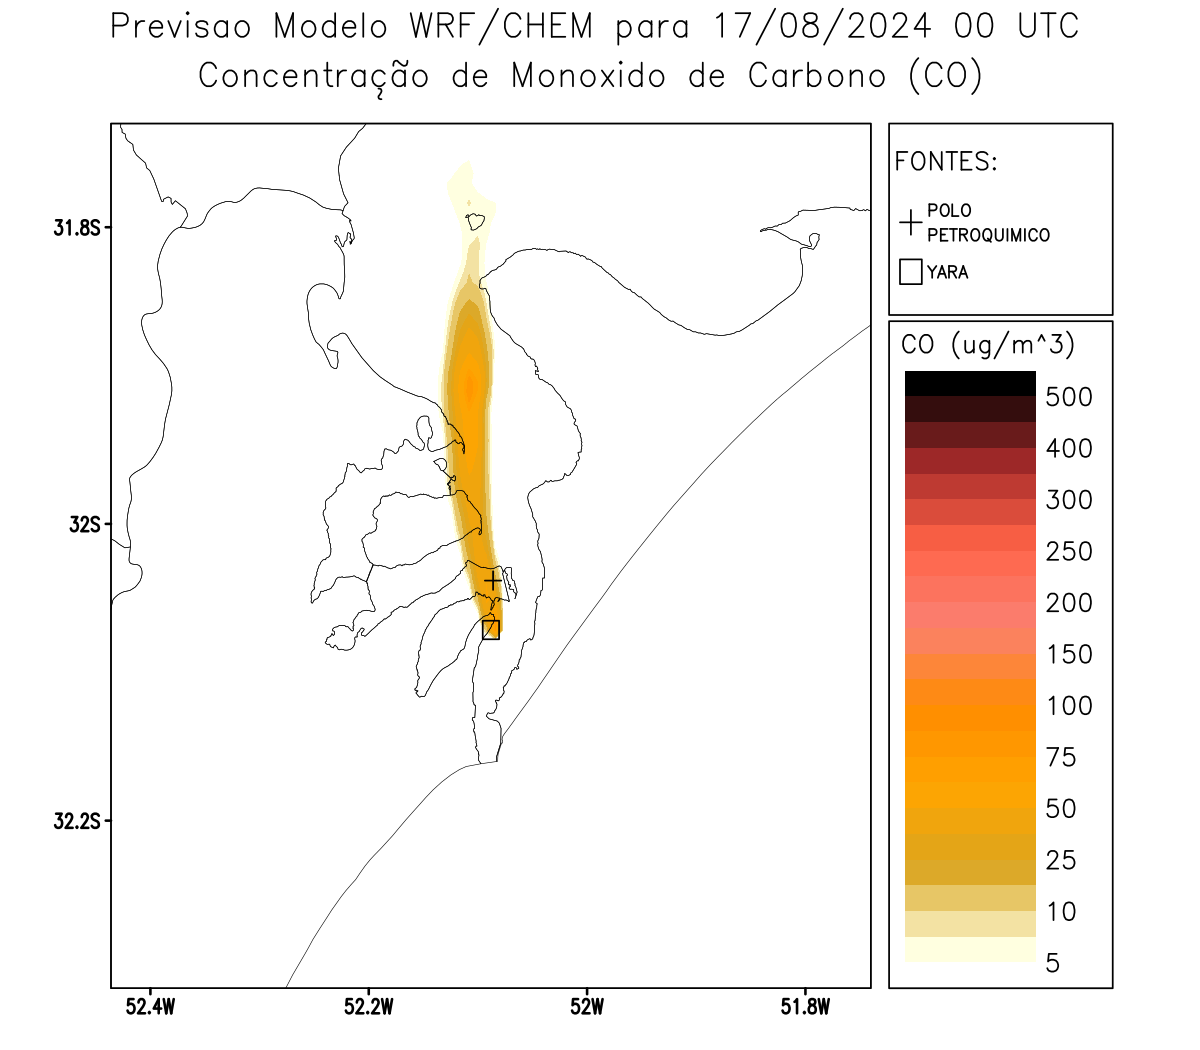 Previsao Modelo WRF/CHEM para 17/08/2024 00 UTC
Concentração de Monoxido de Carbono (CO)
FONTES:
POLO
PETROQUIMICO
YARA
CO (ug/m^3)
500
400
300
250
200
150
100
75
50
25
10
5
31.8S
32S
32.2S
52.4W
52.2W
52W
51.8W